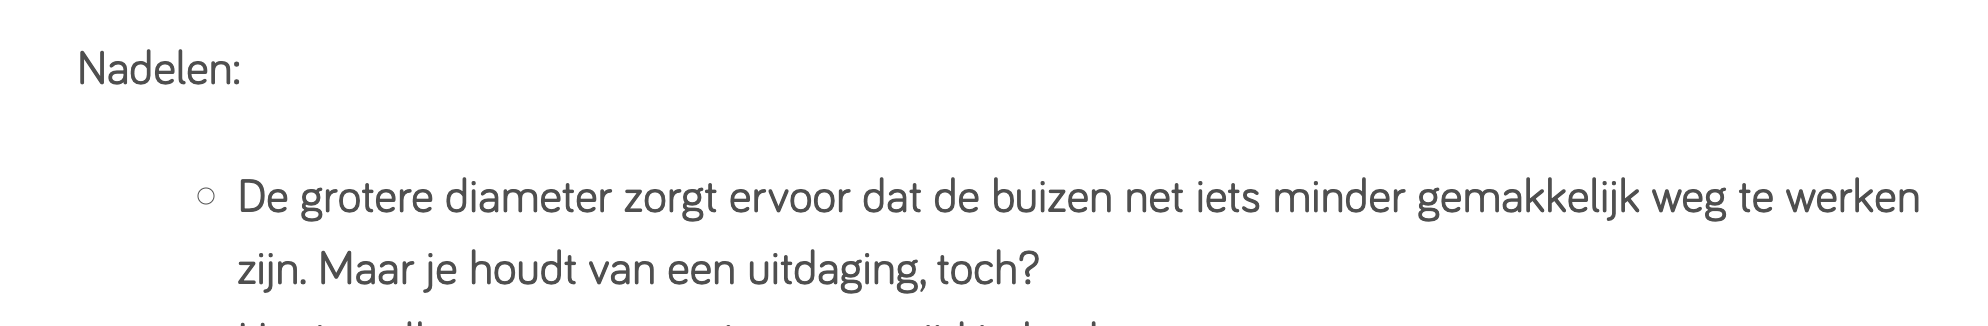 Nadelen:
De grotere diameter zorgt ervoor dat de buizen net iets minder gemakkelijk weg te werken
zijn. Maar je houdt van een uitdaging, toch?